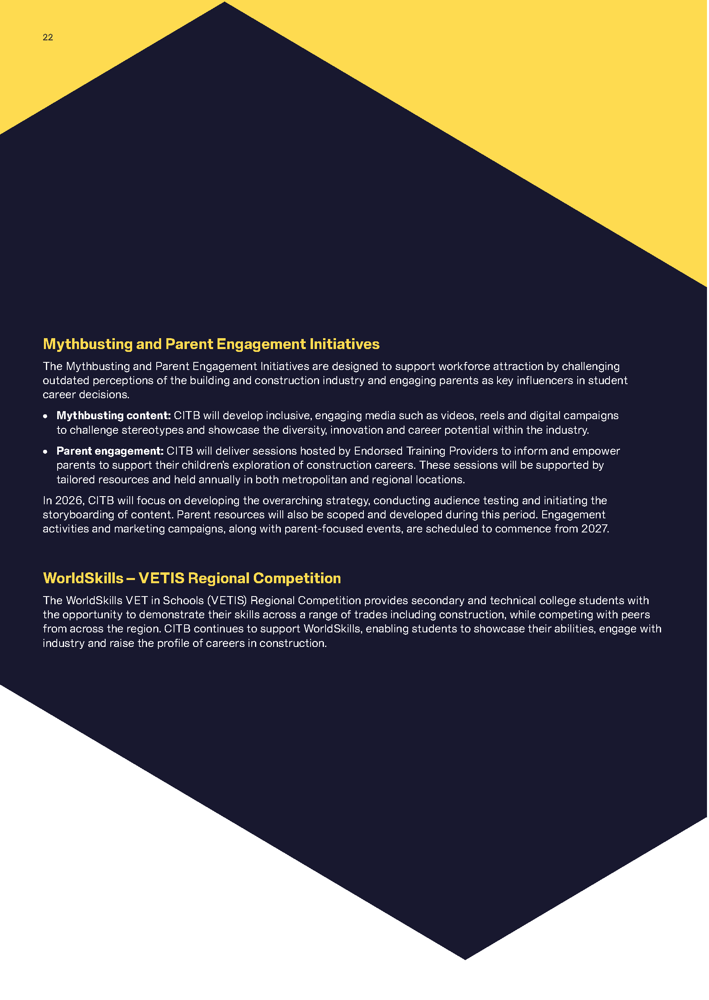 22
Mythbusting and Parent Engagement Initiatives
The Mythbusting and Parent Engagement Initiatives are designed to support workforce attraction by challenging
outdated perceptions of the building and construction industry and engaging parents as key influencers in student
career decisions.
• Mythbusting content: CITB will develop inclusive, engaging media such as videos, reels and digital campaigns
to challenge stereotypes and showcase the diversity, innovation and career potential within the industry.
• Parent engagement: CITB will deliver sessions hosted by Endorsed Training Providers to inform and empower
parents to support their children’s exploration of construction careers. These sessions will be supported by
tailored resources and held annually in both metropolitan and regional locations.
In 2026, CITB will focus on developing the overarching strategy, conducting audience testing and initiating the
storyboarding of content. Parent resources will also be scoped and developed during this period. Engagement
activities and marketing campaigns, along with parent-focused events, are scheduled to commence from 2027.
WorldSkills – VETIS Regional Competition
The WorldSkills VET in Schools (VETIS) Regional Competition provides secondary and technical college students with
the opportunity to demonstrate their skills across a range of trades including construction, while competing with peers
from across the region. CITB continues to support WorldSkills, enabling students to showcase their abilities, engage with
industry and raise the profile of careers in construction.